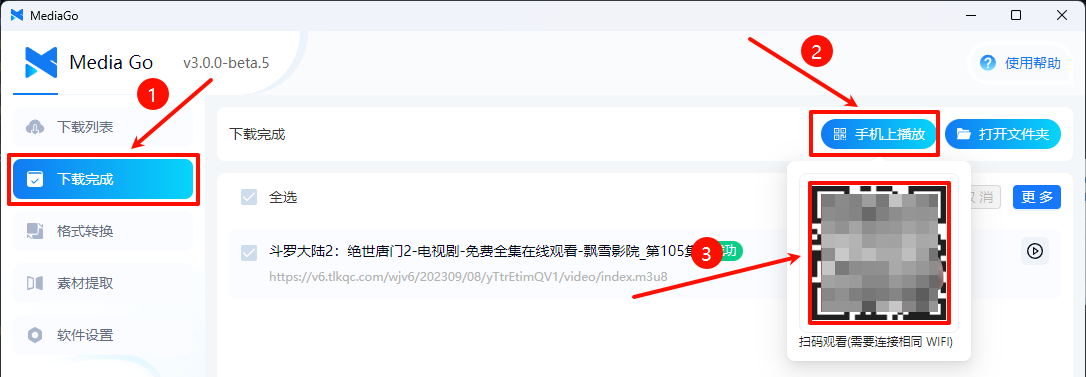 MediaGo
Media Go
v3.0.0-beta.5
使用帮助
1
2
下载列表
下载完成
格式转换
素材提取
软件设置
下载完成
手机上播放
打开文件夹
全选
消
更多
斗罗大陆2：绝世唐门2-电视剧-免费全集在线观看-飘雪影院_第105集
功
https://v6.tlkqc.com/wjv6/202309/08/yTtrEtimQV1/video/index.m3u8
3
扫码观看(需要连接相同 WIFI)